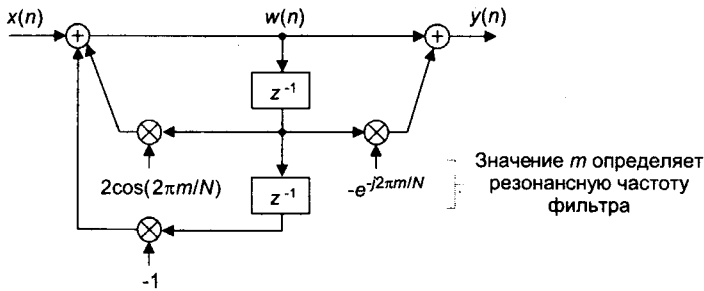 x(n)
w(n)
y(n)
z⁻¹
2cos(2πm/N)
z⁻¹
-e^-j2πm/N
Значение m определяет
резонансную частоту
фильтра
-1